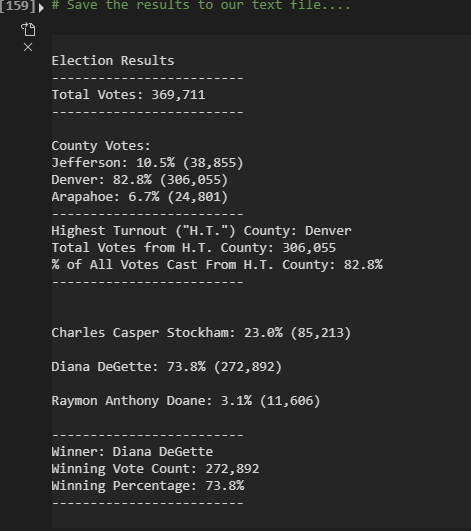 [159] # Save the results to our text file....
Election Results
-------------------------
Total Votes: 369,711
-------------------------
County Votes:
Jefferson: 10.5% (38,855)
Denver: 82.8% (306,055)
Arapahoe: 6.7% (24,801)
-------------------------
Highest Turnout ("H.T.") County: Denver
Total Votes from H.T. County: 306,055
% of All Votes Cast From H.T. County: 82.8%
-------------------------
Charles Casper Stockham: 23.0% (85,213)
Diana DeGette: 73.8% (272,892)
Raymon Anthony Doane: 3.1% (11,606)
-------------------------
Winner: Diana DeGette
Winning Vote Count: 272,892
Winning Percentage: 73.8%
-------------------------